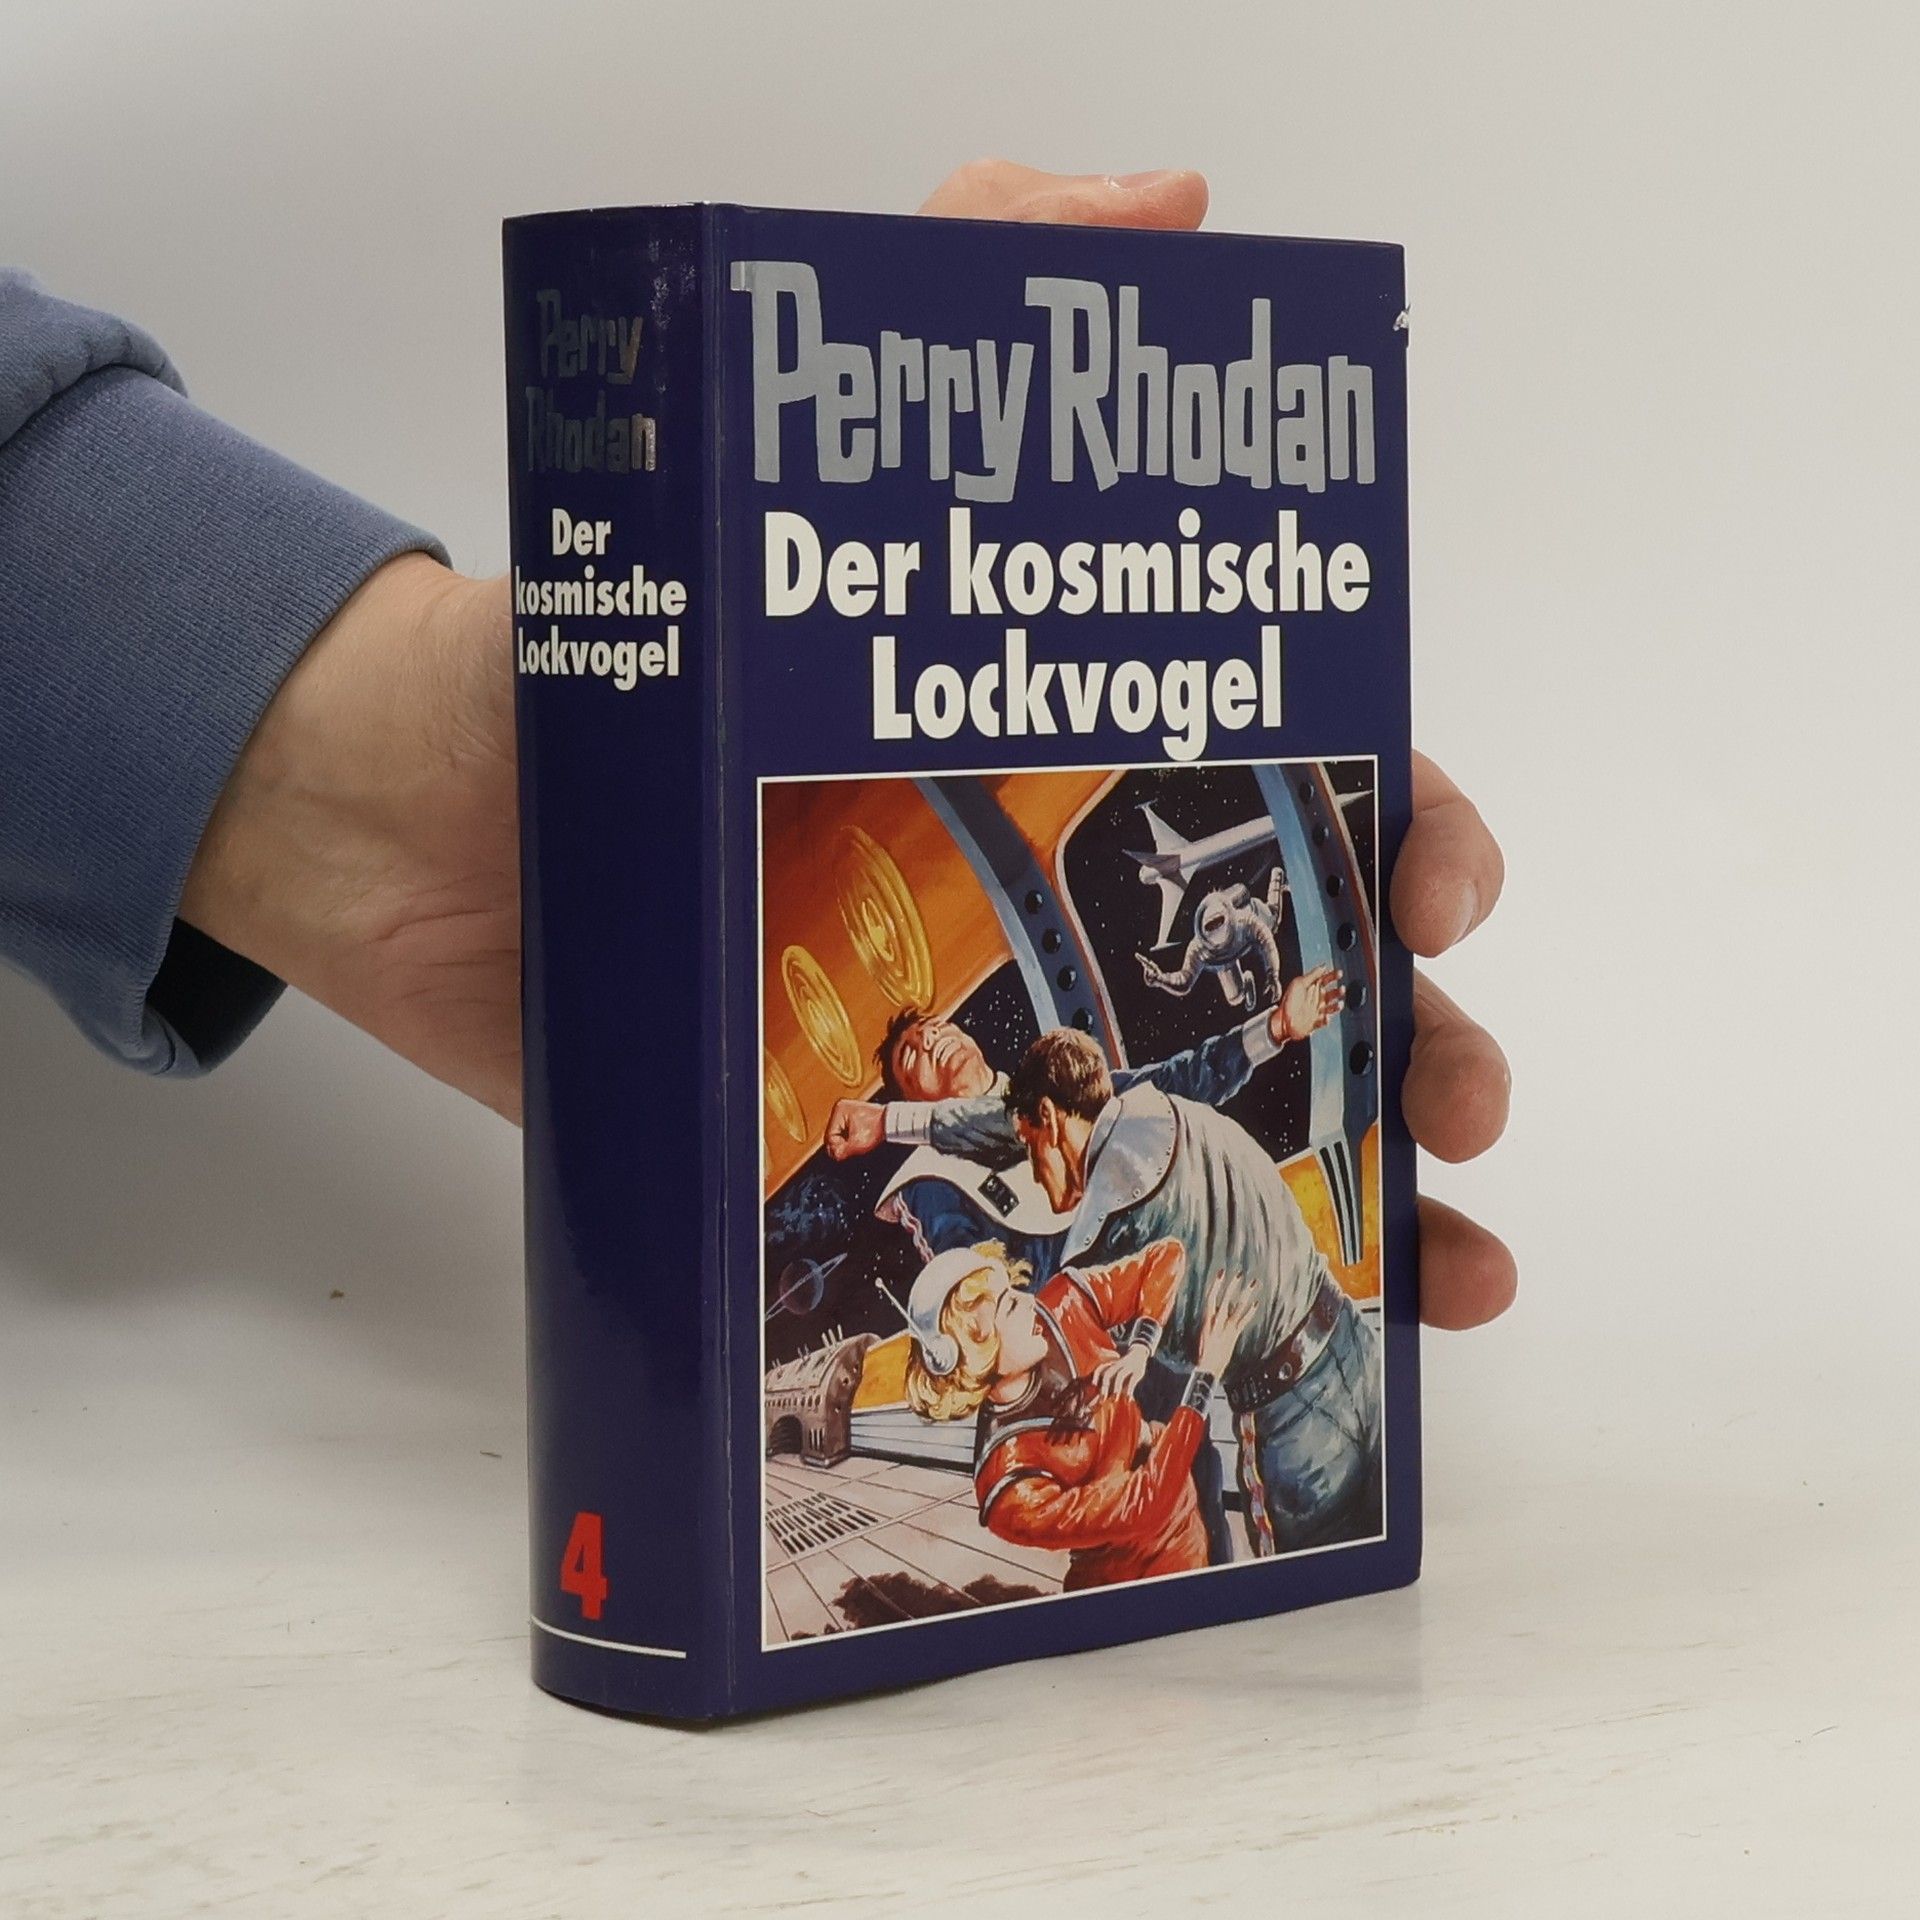 Perry
Rhodan
Der
kosmische
Lockvogel
4
Perry Rhodan
Der kosmische
Lockvogel